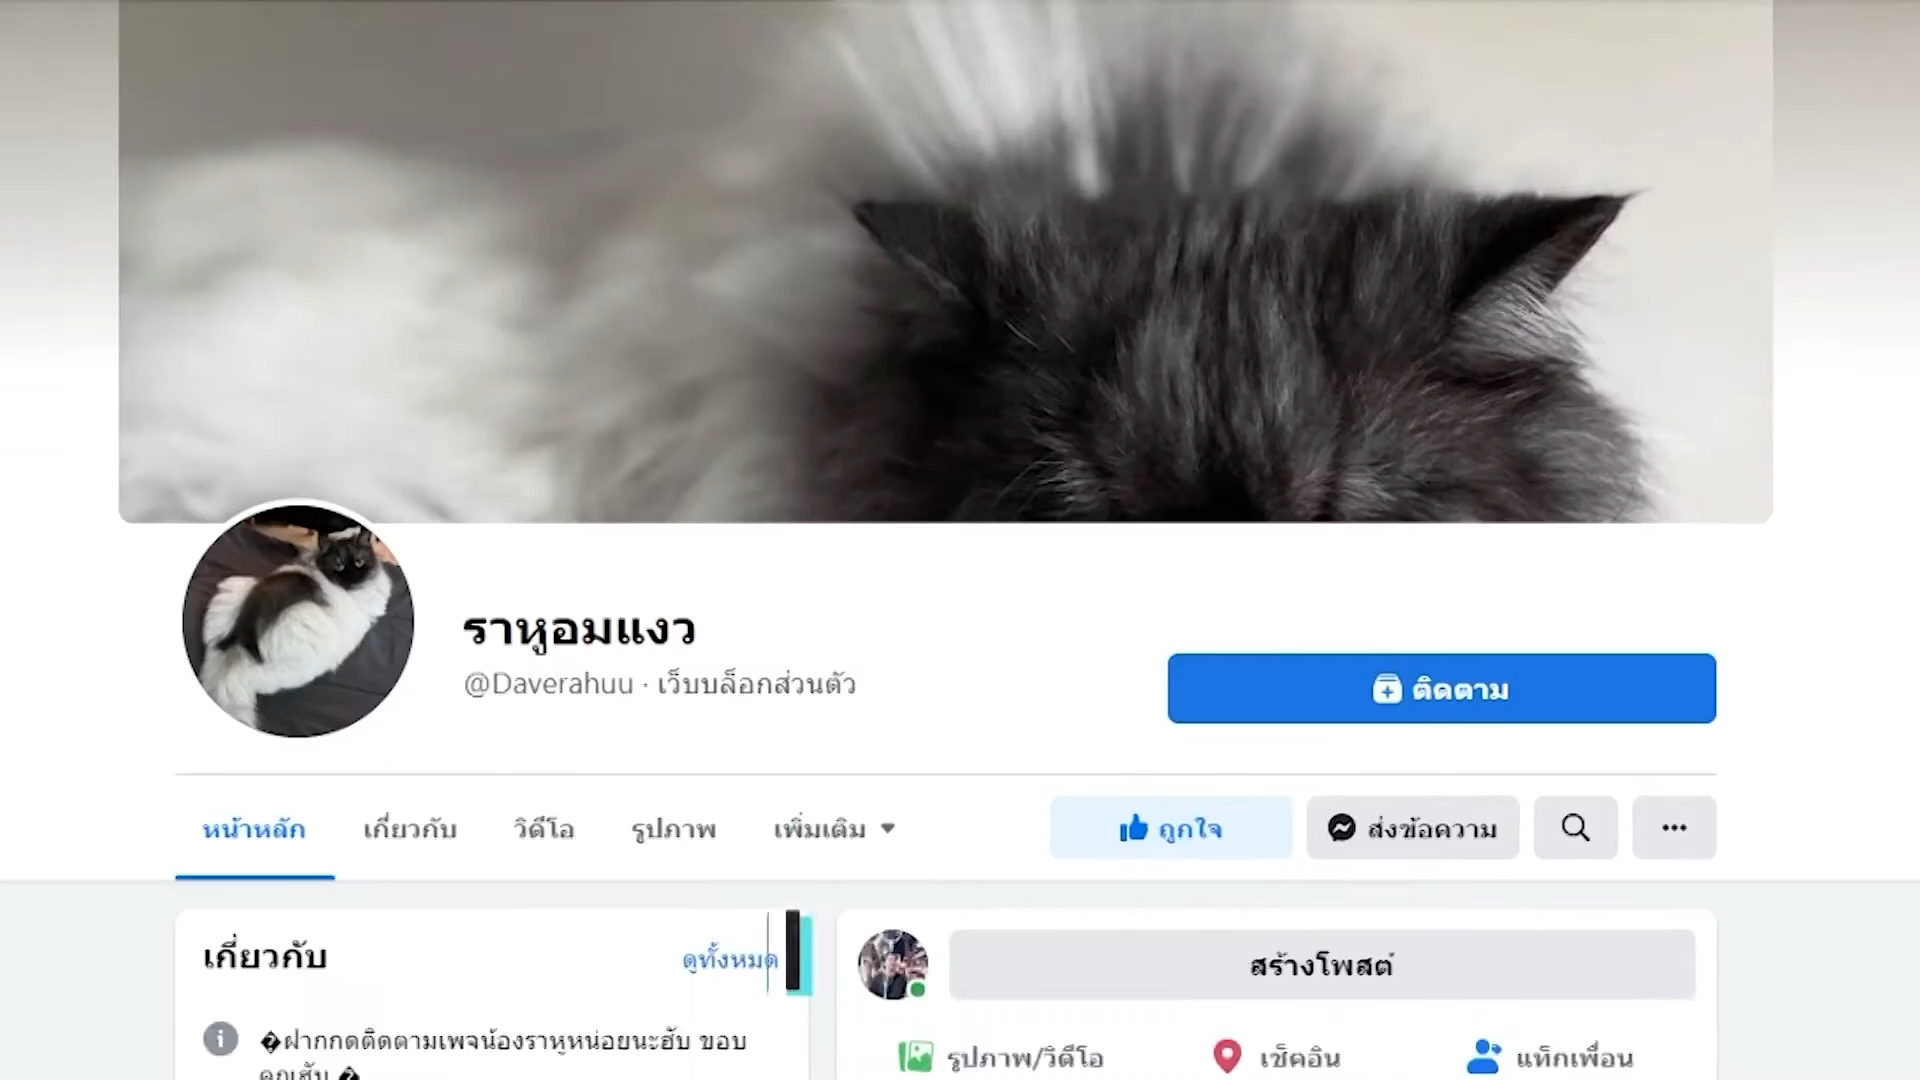 ราหูอมแงว
@Daverahuu · เว็บบล็อกส่วนตัว
ติดตาม
หน้าหลัก เกี่ยวกับ วิดีโอ รูปภาพ เพิ่มเติม ถูกใจ ส่งข้อความ
เกี่ยวกับ ดูทั้งหมด
สร้างโพสต์
ฝากกดติดตามเพจน้องราหูหน่อยนะฮับ ขอบ
คุณฮับ
รูปภาพ/วิดีโอ เช็คอิน แท็กเพื่อน